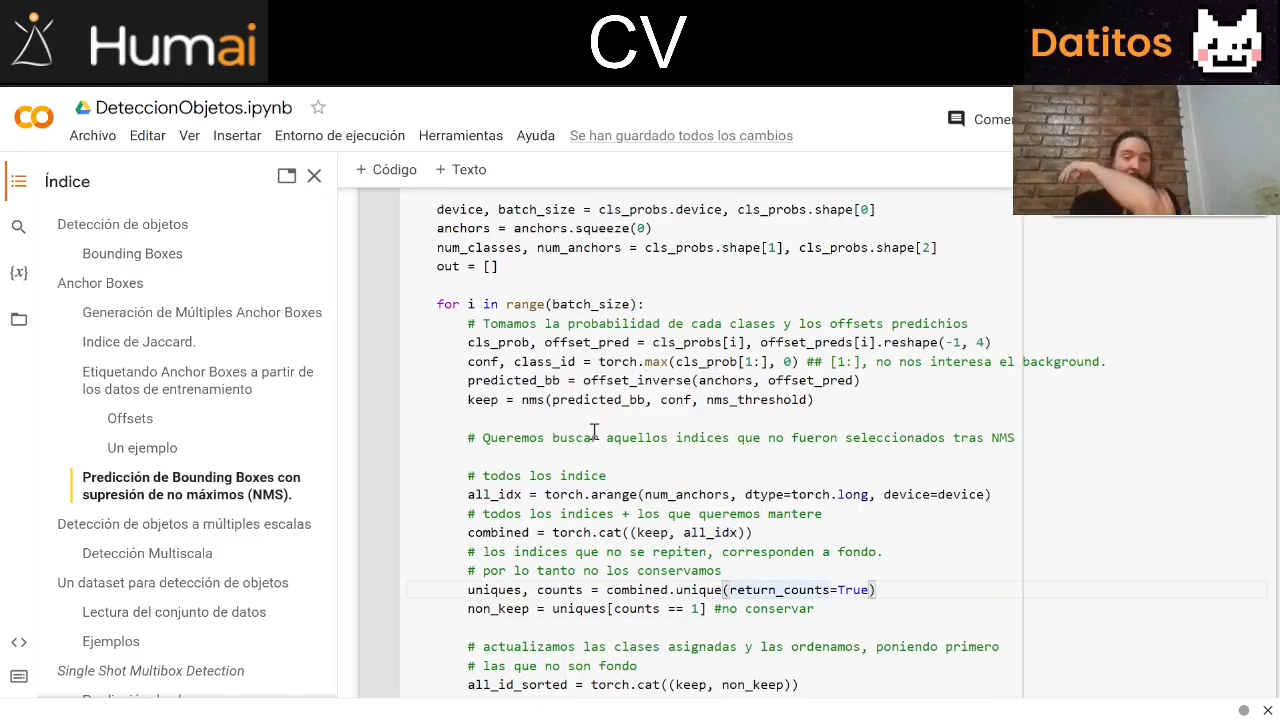 Humai
CV
Datitos
DeteccionObjetos.ipynb
Archivo Editar Ver Insertar Entorno de ejecución Herramientas Ayuda Se han guardado todos los cambios
Índice
+ Código + Texto
Detección de objetos
Bounding Boxes
Anchor Boxes
Generación de Múltiples Anchor Boxes
Indice de Jaccard.
Etiquetando Anchor Boxes a partir de
los datos de entrenamiento
Offsets
Un ejemplo
Predicción de Bounding Boxes con
supresión de no máximos (NMS).
Detección de objetos a múltiples escalas
Detección Multiscala
Un dataset para detección de objetos
Lectura del conjunto de datos
Ejemplos
Single Shot Multibox Detection
device, batch_size = cls_probs.device, cls_probs.shape[0]
anchors = anchors.squeeze(0)
num_classes, num_anchors = cls_probs.shape[1], cls_probs.shape[2]
out = []
for i in range(batch_size):
# Tomamos la probabilidad de cada clases y los offsets predichios
cls_prob, offset_pred = cls_probs[i], offset_preds[i].reshape(-1, 4)
conf, class_id = torch.max(cls_prob[1:], 0) ## [1:], no nos interesa el background.
predicted_bb = offset_inverse(anchors, offset_pred)
keep = nms(predicted_bb, conf, nms_threshold)
# Queremos buscar aquellos indices que no fueron seleccionados tras NMS
# todos los indice
all_idx = torch.arange(num_anchors, dtype=torch.long, device=device)
# todos los indices + los que queremos mantere
combined = torch.cat((keep, all_idx))
# los indices que no se repiten, corresponden a fondo.
# por lo tanto no los conservamos
uniques, counts = combined.unique(return_counts=True)
non_keep = uniques[counts == 1] #no conservar
# actualizamos las clases asignadas y las ordenamos, poniendo primero
# las que no son fondo
all_id_sorted = torch.cat((keep, non_keep))